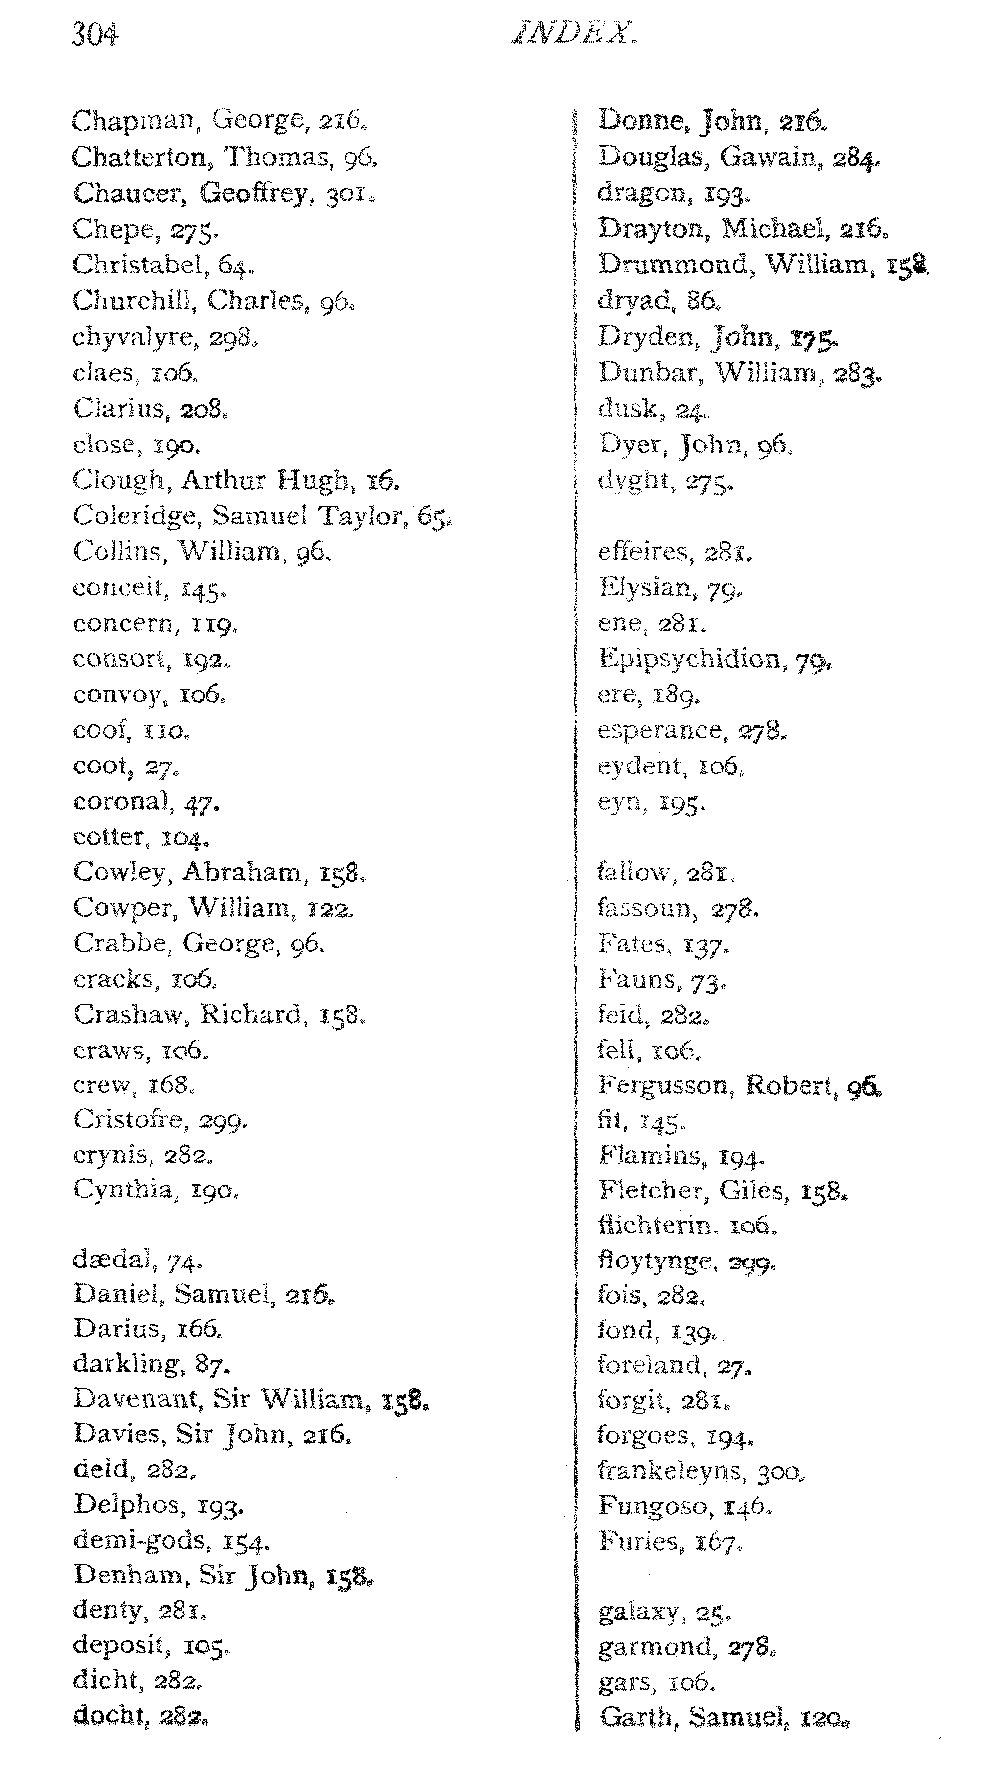 304
INDEX.
Chapman, George, 216.
Chatterton, Thomas, 96.
Chaucer, Geoffrey, 301.
Chepe, 275.
Christabel, 64.
Churchill, Charles, 96.
chyvalyre, 298.
claes, 106.
Clarius, 208.
close, 190.
Clough, Arthur Hugh, 16.
Coleridge, Samuel Taylor, 65.
Collins, William, 96.
conceit, 145.
concern, 119.
consort, 192.
convoy, 106.
coof, 110.
coot, 27.
coronal, 47.
cotter, 104.
Cowley, Abraham, 158.
Cowper, William, 122.
Crabbe, George, 96.
cracks, 106.
Crashaw, Richard, 158.
craws, 106.
crew, 168.
Cristofre, 299.
crynis, 282.
Cynthia, 190.
dædal, 74.
Daniel, Samuel, 216.
Darius, 166.
darkling, 87.
Davenant, Sir William, 158.
Davies, Sir John, 216.
deid, 282.
Delphos, 193.
demi-gods, 154.
Denham, Sir John, 158.
denty, 281.
deposit, 105.
dicht, 282.
docht, 282.
Donne, John, 216.
Douglas, Gawain, 284.
dragon, 193.
Drayton, Michael, 216.
Drummond, William, 158.
dryad, 86.
Dryden, John, 175.
Dunbar, William, 283.
dusk, 24.
Dyer, John, 96.
dyght, 275.
effeires, 281.
Elysian, 79.
ene, 281.
Epipsychidion, 79.
ere, 189.
esperance, 278.
eydent, 106.
eyn, 195.
fallow, 281.
fassoun, 278.
Fates, 137.
Fauns, 73.
feid, 282.
fell, 106.
Fergusson, Robert, 96.
fit, 145.
Flamins, 194.
Fletcher, Giles, 158.
flichterin, 106.
floytynge, 299.
fois, 282.
fond, 139.
foreland, 27.
forgit, 281.
forgoes, 194.
frankeleyns, 300.
Fungoso, 146.
Furies, 167.
galaxy, 25.
garmond, 278.
gars, 106.
Garth, Samuel, 120.